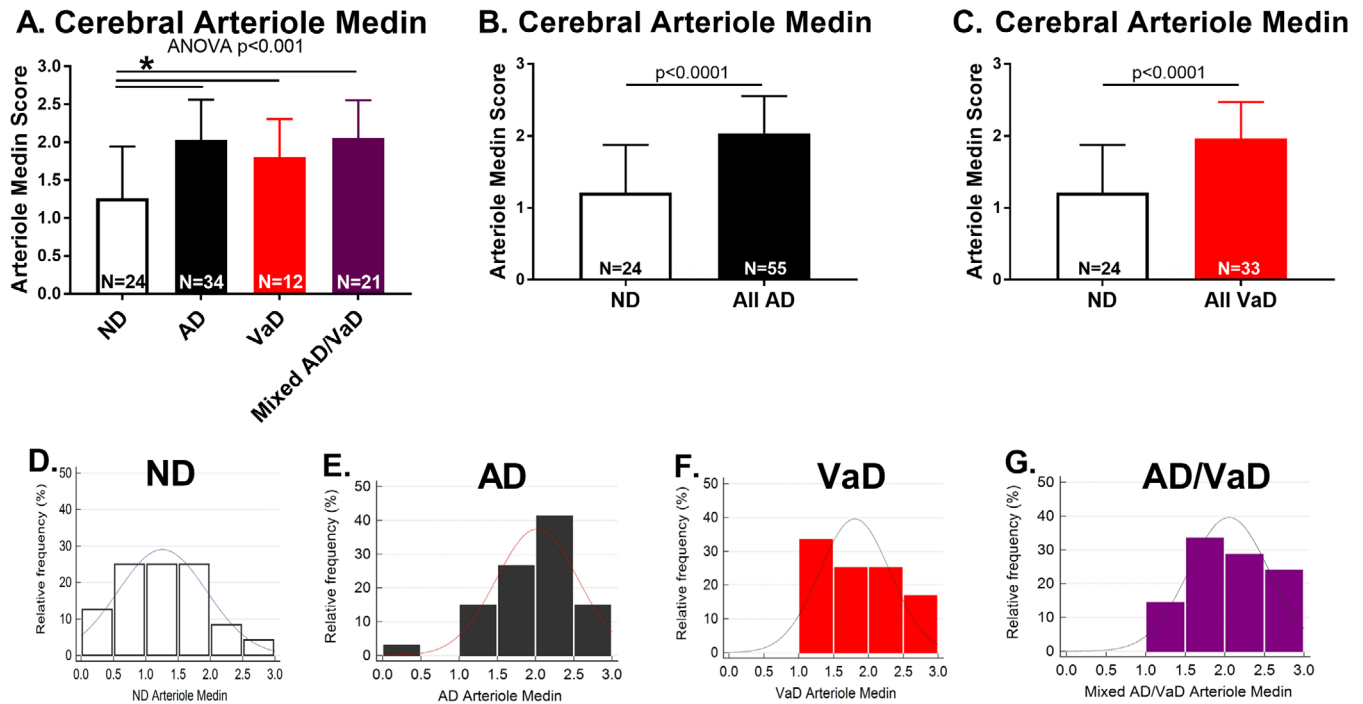 A. Cerebral Arteriole Medin
ANOVA p<0.001
*
Arteriole Medin Score
3.0
2.5
2.0
1.5
1.0
0.5
0.0
N=24 N=34 N=12 N=21
ND AD VaD Mixed AD/VaD
B. Cerebral Arteriole Medin
p<0.0001
Arteriole Medin Score
3
2
1
0
N=24 N=55
ND All AD
C. Cerebral Arteriole Medin
p<0.0001
Arteriole Medin Score
3
2
1
0
N=24 N=33
ND All VaD
D. ND
Relative frequency (%)
50
40
30
20
10
0
0.0 0.5 1.0 1.5 2.0 2.5 3.0
ND Arteriole Medin
E. AD
Relative frequency (%)
50
40
30
20
10
0
0.0 0.5 1.0 1.5 2.0 2.5 3.0
AD Arteriole Medin
F. VaD
Relative frequency (%)
50
40
30
20
10
0
0.0 0.5 1.0 1.5 2.0 2.5 3.0
VaD Arteriole Medin
G. AD/VaD
Relative frequency (%)
50
40
30
20
10
0
0.0 0.5 1.0 1.5 2.0 2.5 3.0
Mixed AD/VaD Arteriole Medin